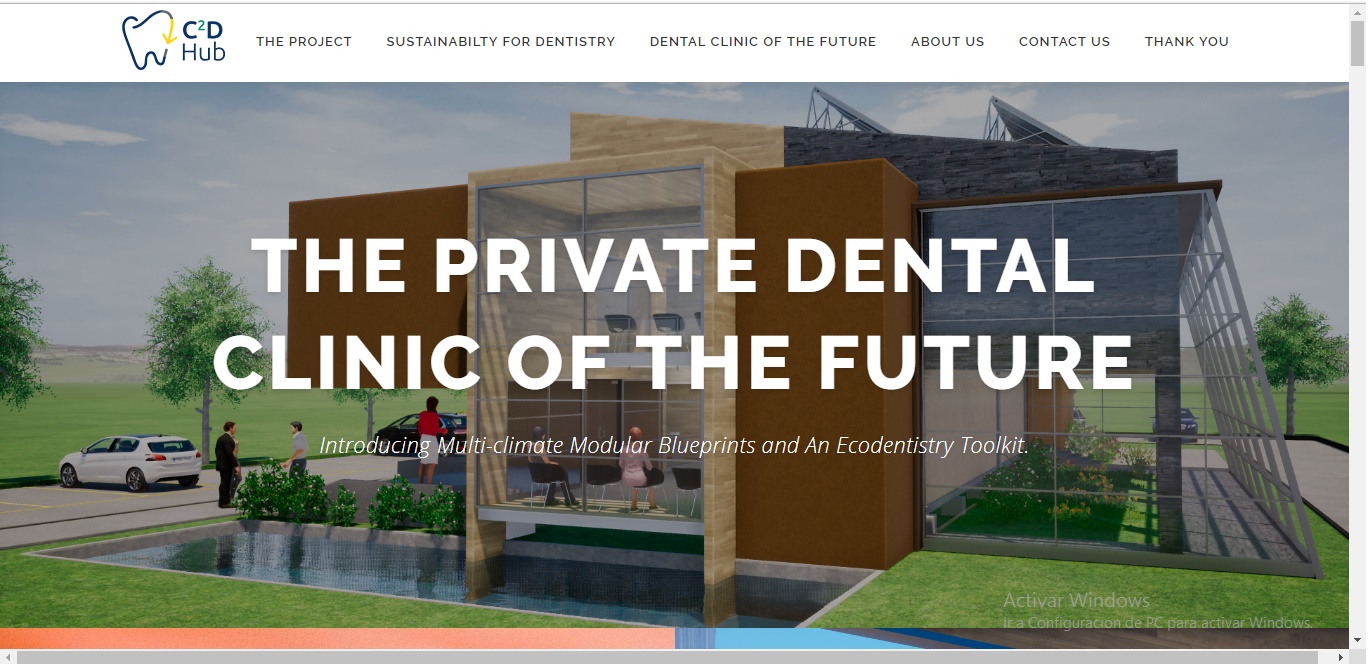 C2D
Hub
THE PROJECT
SUSTAINABILTY FOR DENTISTRY
DENTAL CLINIC OF THE FUTURE
ABOUT US
CONTACT US
THANK YOU
THE PRIVATE DENTAL
CLINIC OF THE FUTURE
Introducing Multi-climate Modular Blueprints and An Ecodentistry Toolkit.
Activar Windows
Ir a Configuración de PC para activar Windows.